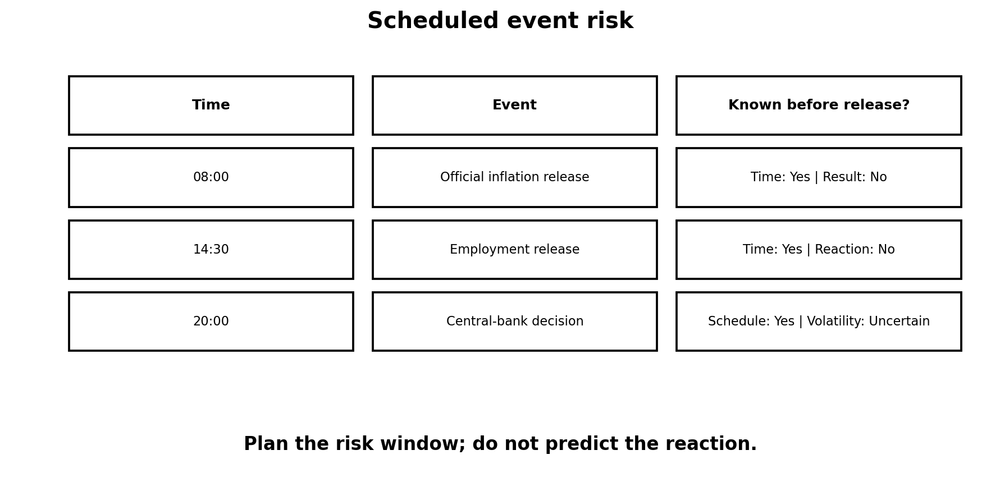 Scheduled event risk
Time
Event
Known before release?
08:00
Official inflation release
Time: Yes | Result: No
14:30
Employment release
Time: Yes | Reaction: No
20:00
Central-bank decision
Schedule: Yes | Volatility: Uncertain
Plan the risk window; do not predict the reaction.